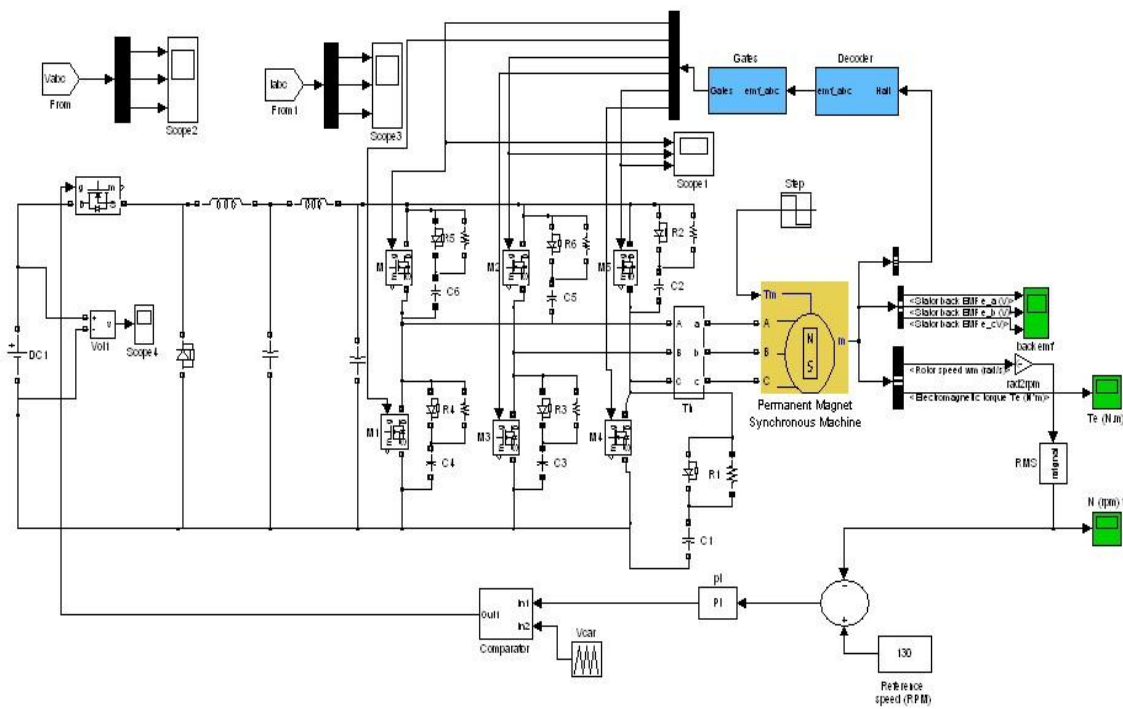 Vabc
From
Scope2
Iabc
From1
Scope3
Gates
Gates
emf_abc
Decoder
emf_abc
Hall
Scope1
Step
g
m
DC1
+
-
v
Vol1
Scope4
M
R5
C6
M2
R6
C5
M5
R2
C2
M1
R4
C4
M3
R3
C3
M4
R1
C1
A
a
B
b
C
c
Th
Tm
A
B
C
N
S
m
Permanent Magnet
Synchronous Machine
<Stator back EMF e_a (V)>
<Stator back EMF e_b (V)>
<Stator back EMF e_c (V)>
back emf
<Rotor speed wm (rad/s)>
rad2rpm
<Electromagnetic torque Te (N*m)>
Te (N.m)
RMS
signal
N (rpm)
pI
PI
-
+
130
Reference
speed (RPM)
Out1
In1
In2
Comparator
Vcar